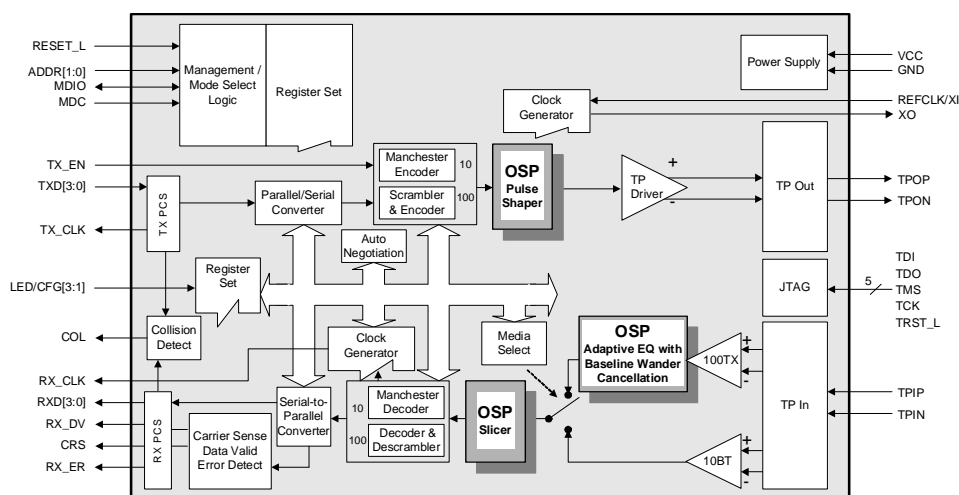 RESET_L
ADDR[1:0]
MDIO
MDC
Management /
Mode Select
Logic
Register Set
Power Supply
VCC
GND
Clock
Generator
REFCLK/XI
XO
TX_EN
TXD[3:0]
TX_CLK
TX PCS
Parallel/Serial
Converter
Manchester
Encoder
10
Scrambler
& Encoder
100
OSP
Pulse
Shaper
TP
Driver
+
-
TP Out
TPOP
TPON
Auto
Negotiation
LED/CFG[3:1]
Register
Set
JTAG
5
TDI
TDO
TMS
TCK
TRST_L
COL
Collision
Detect
Clock
Generator
Media
Select
OSP
Adaptive EQ with
Baseline Wander
Cancellation
100TX
+
-
TP In
TPIP
TPIN
RX_CLK
RXD[3:0]
RX_DV
CRS
RX_ER
RX PCS
Carrier Sense
Data Valid
Error Detect
Serial-to-
Parallel
Converter
10
Manchester
Decoder
100
Decoder &
Descrambler
OSP
Slicer
10BT
+
-